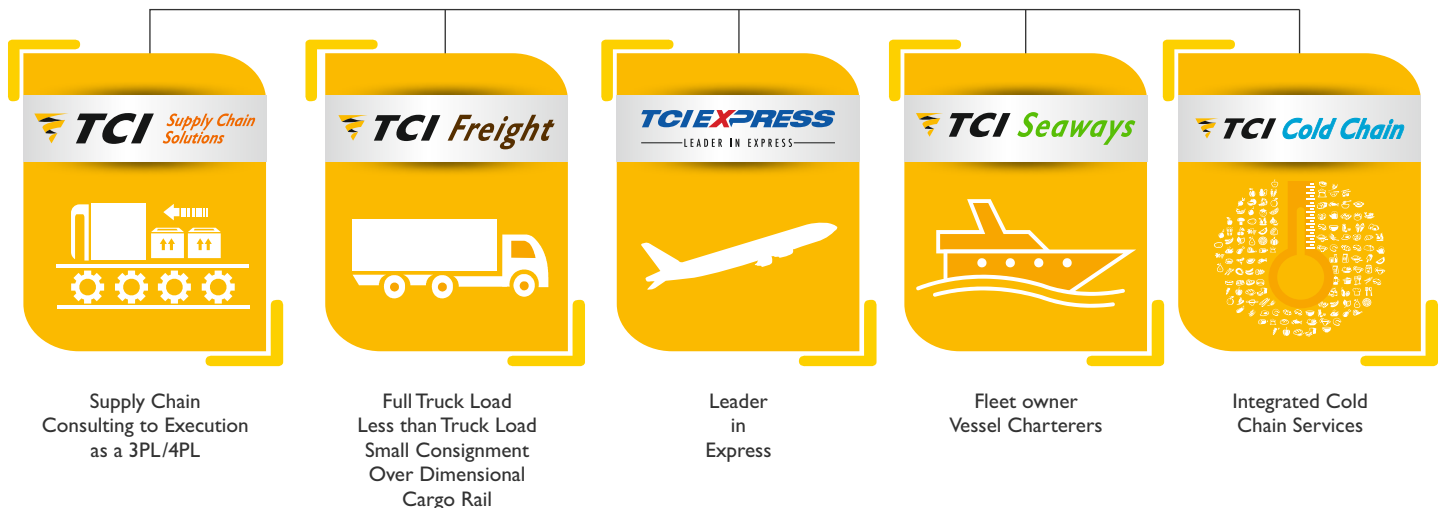 TCI Supply Chain
Solutions
TCI Freight
TCIEXPRESS
LEADER IN EXPRESS
TCI Seaways
TCI Cold Chain
Supply Chain
Consulting to Execution
as a 3PL/4PL
Full Truck Load
Less than Truck Load
Small Consignment
Over Dimensional
Cargo Rail
Leader
in
Express
Fleet owner
Vessel Charterers
Integrated Cold
Chain Services